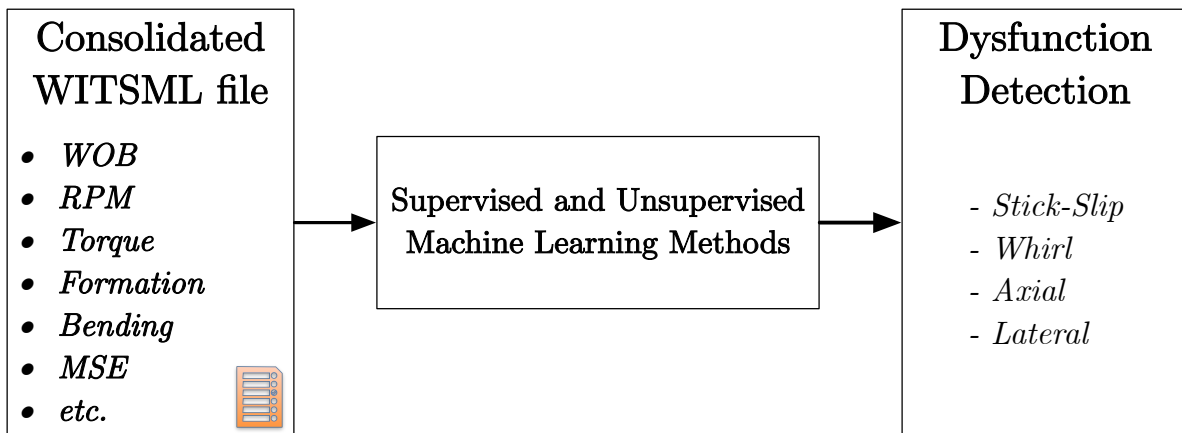 Consolidated
WITSML file
• WOB
• RPM
• Torque
• Formation
• Bending
• MSE
• etc.
Supervised and Unsupervised
Machine Learning Methods
Dysfunction
Detection
- Stick-Slip
- Whirl
- Axial
- Lateral